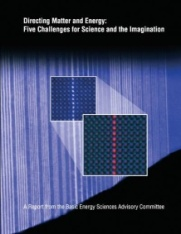 Directing Matter and Energy:
Five Challenges for Science and the Imagination
A Report from the Basic Energy Sciences Advisory Committee